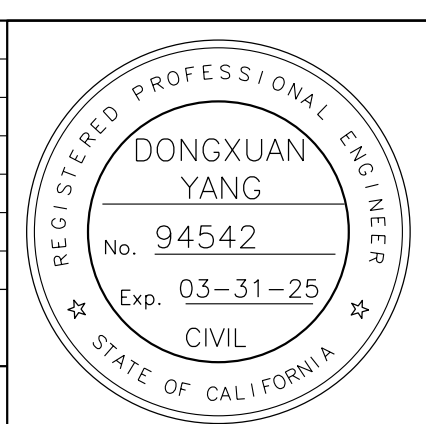 REGISTERED PROFESSIONAL ENGINEER
DONGXUAN
YANG
No. 94542
Exp. 03-31-25
CIVIL
STATE OF CALIFORNIA